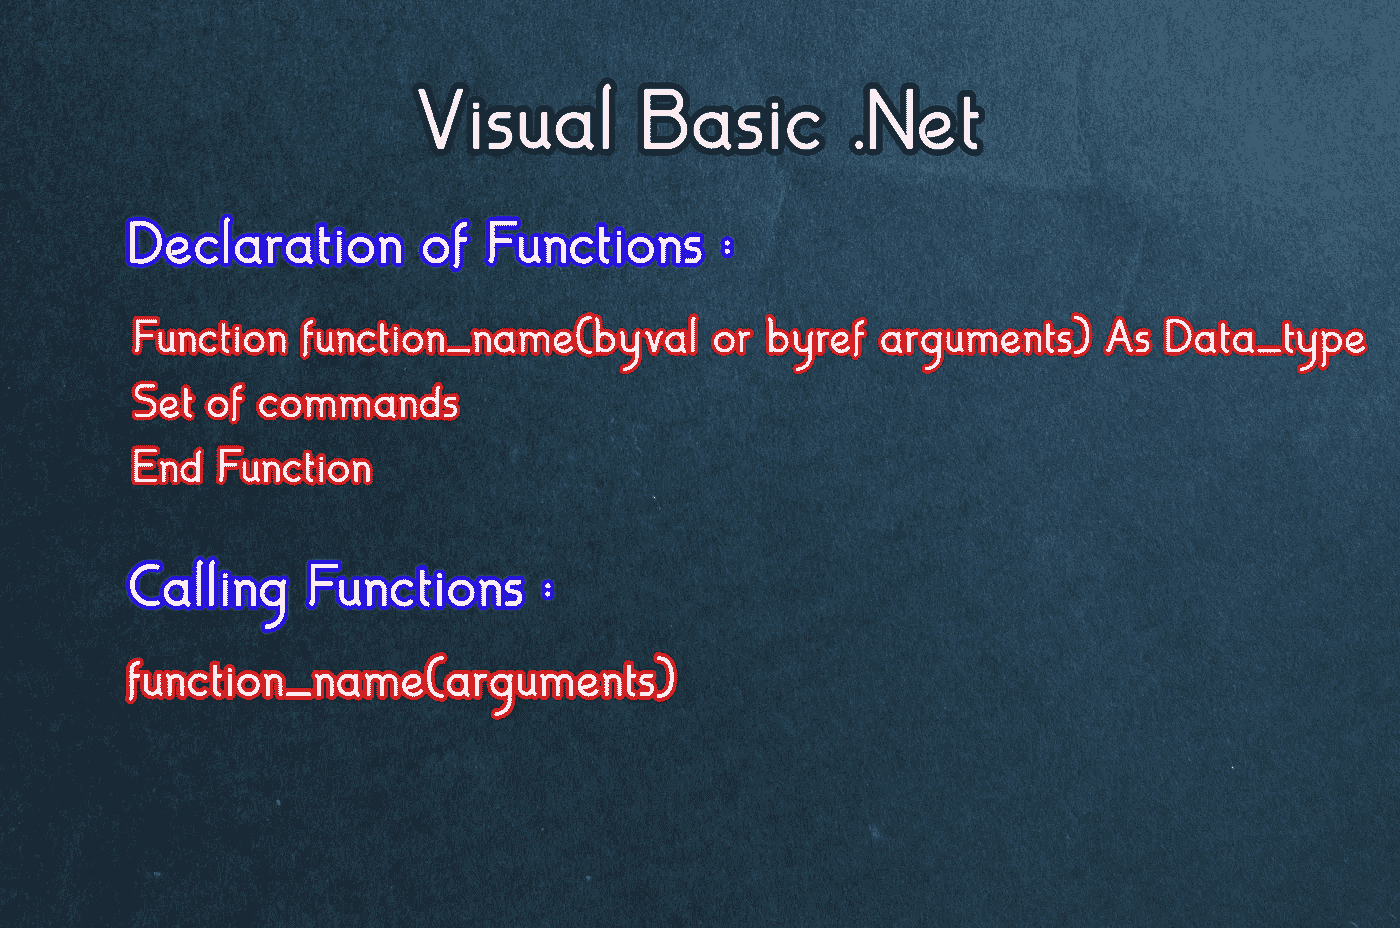 Visual Basic .Net
Declaration of Functions :
Function function_name(byval or byref arguments) As Data_type
Set of commands
End Function
Calling Functions :
function_name(arguments)